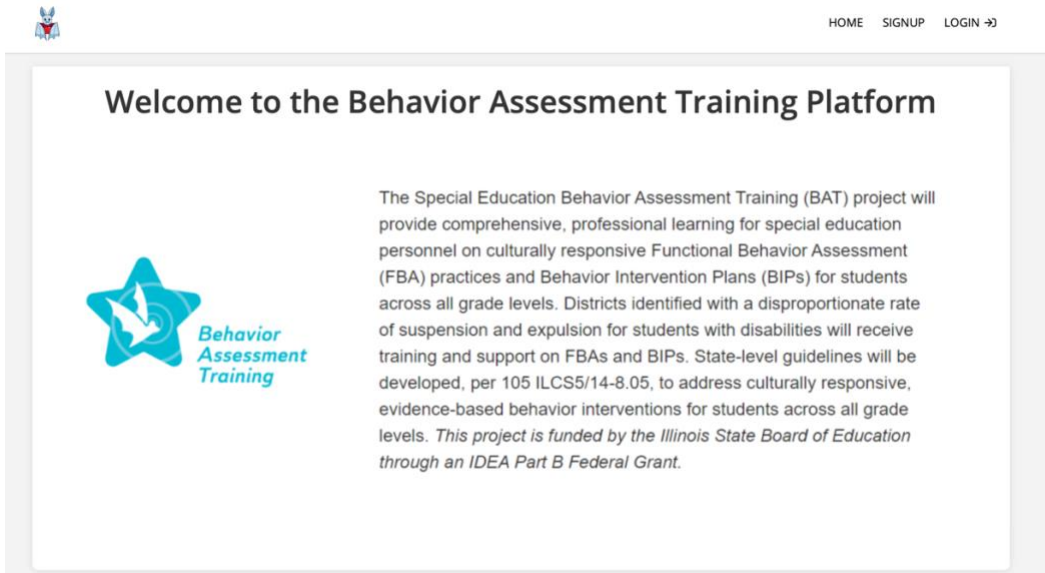 HOME SIGNUP LOGIN
Welcome to the Behavior Assessment Training Platform
The Special Education Behavior Assessment Training (BAT) project will
provide comprehensive, professional learning for special education
personnel on culturally responsive Functional Behavior Assessment
(FBA) practices and Behavior Intervention Plans (BIPs) for students
across all grade levels. Districts identified with a disproportionate rate
of suspension and expulsion for students with disabilities will receive
training and support on FBAs and BIPs. State-level guidelines will be
developed, per 105 ILCS5/14-8.05, to address culturally responsive,
evidence-based behavior interventions for students across all grade
levels. This project is funded by the Illinois State Board of Education
through an IDEA Part B Federal Grant.
Behavior
Assessment
Training